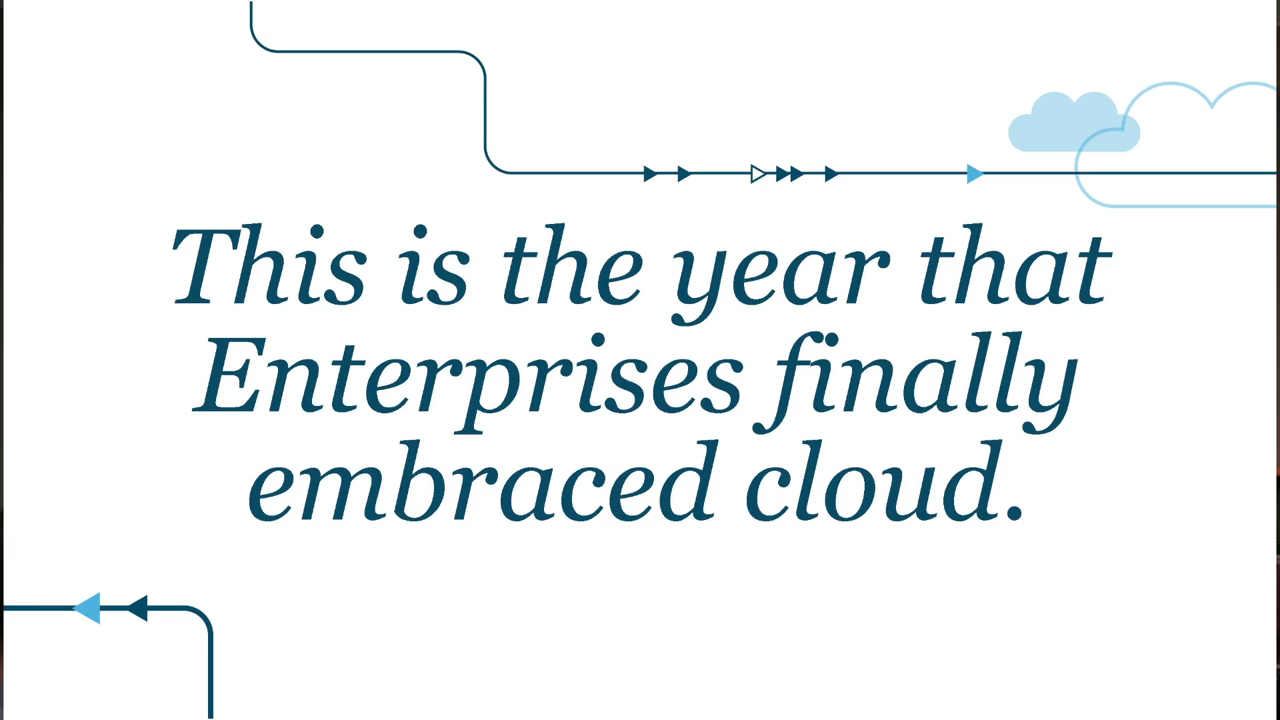 This is the year that
Enterprises finally
embraced cloud.